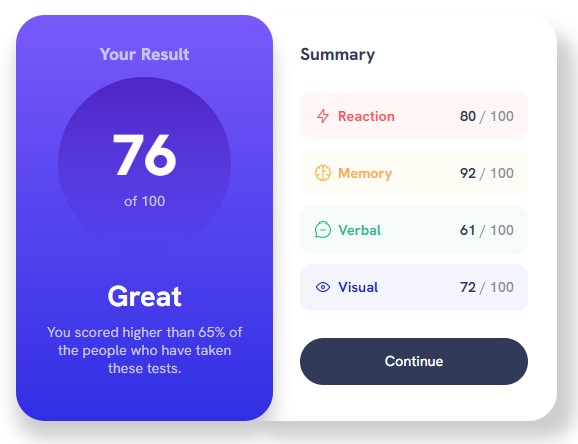 Your Result
76
of 100
Great
You scored higher than 65% of
the people who have taken
these tests.
Summary
Reaction 80 / 100
Memory 92 / 100
Verbal 61 / 100
Visual 72 / 100
Continue